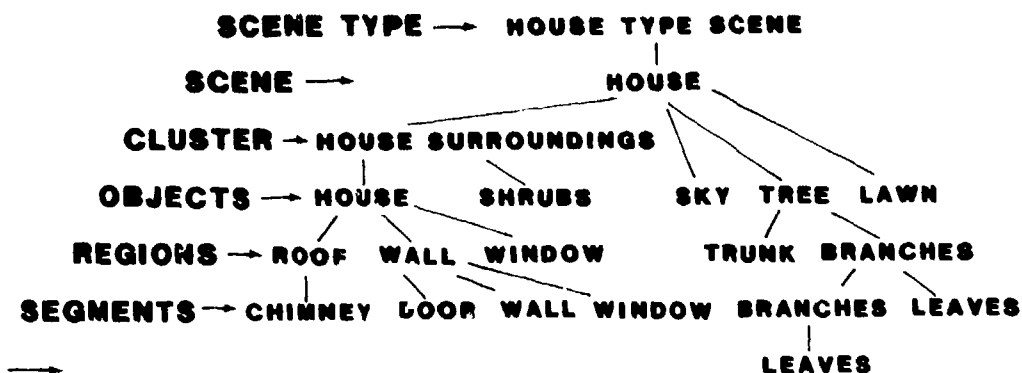 SCENE TYPE → HOUSE TYPE SCENE
SCENE → HOUSE
CLUSTER → HOUSE SURROUNDINGS
OBJECTS → HOUSE SHRUBS SKY TREE LAWN
REGIONS → ROOF WALL WINDOW TRUNK BRANCHES
SEGMENTS → CHIMNEY DOOR WALL WINDOW BRANCHES LEAVES
→ LEAVES